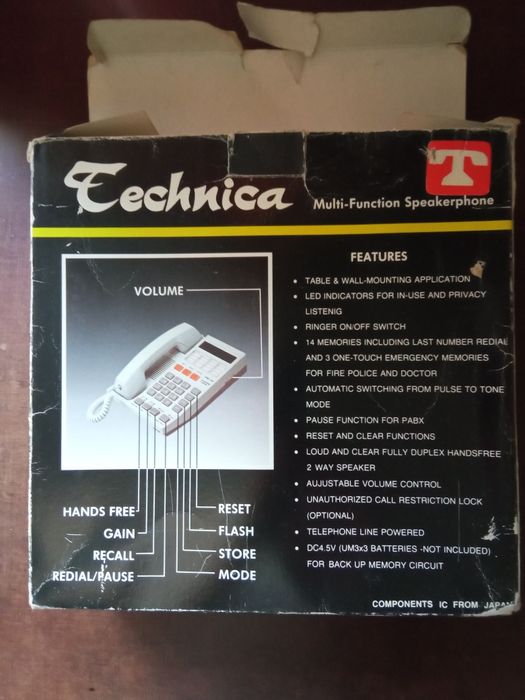 Technica
Multi-Function Speakerphone
T
FEATURES
• TABLE & WALL-MOUNTING APPLICATION
• LED INDICATORS FOR IN-USE AND PRIVACY
LISTENIG
• RINGER ON/OFF SWITCH
• 14 MEMORIES INCLUDING LAST NUMBER REDIAL
AND 3 ONE-TOUCH EMERGENCY MEMORIES
FOR FIRE POLICE AND DOCTOR
• AUTOMATIC SWITCHING FROM PULSE TO TONE
MODE
• PAUSE FUNCTION FOR PABX
• RESET AND CLEAR FUNCTIONS
• LOUD AND CLEAR FULLY DUPLEX HANDSFREE
2 WAY SPEAKER
• AUJUSTABLE VOLUME CONTROL
• UNAUTHORIZED CALL RESTRICTION LOCK
(OPTIONAL)
• TELEPHONE LINE POWERED
• DC4.5V (UM3x3 BATTERIES -NOT INCLUDED)
FOR BACK UP MEMORY CIRCUIT
VOLUME
HANDS FREE
GAIN
RECALL
REDIAL/PAUSE
RESET
FLASH
STORE
MODE
COMPONENTS IC FROM JAPAN